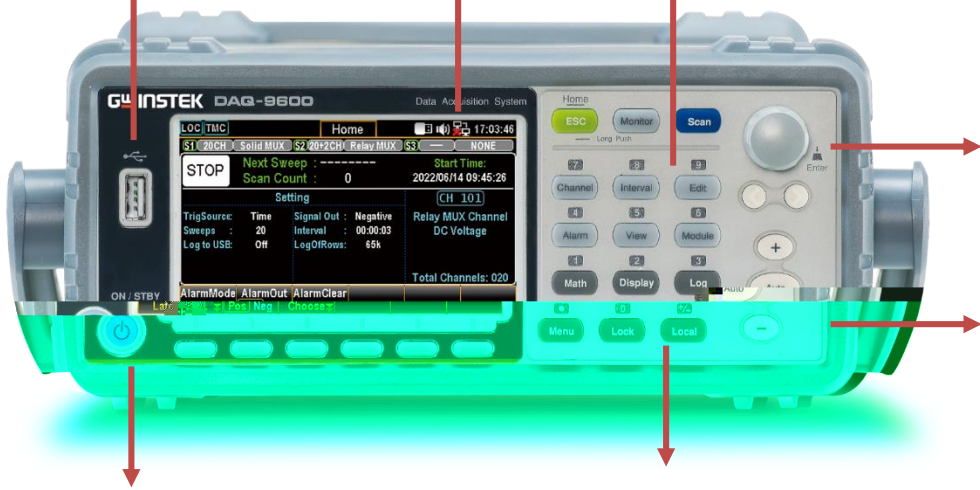 GWINSTEK DAQ-9600 Data Acquisition System
LOC TMC Home 17:03:46
S1 20CH Solid MUX S2 20+2CH Relay MUX S3 — NONE
STOP
Next Sweep : --------
Scan Count : 0
Start Time:
2022/06/14 09:45:26
Setting
TrigSource: Time Signal Out : Negative
Sweeps : 20 Interval : 00:00:03
Log to USB: Off LogOfRows: 65k
CH 101
Relay MUX Channel
DC Voltage
Total Channels: 020
AlarmMode AlarmOut AlarmClear
Pos Neg Choose
ON / STBY
Home
ESC Monitor Scan
Long Push
Enter
7 8 9
Channel Interval Edit
4 5 6
Alarm View Module
1 2 3
Math Display Log
0 +/-
Menu Lock Local
+
Auto
−